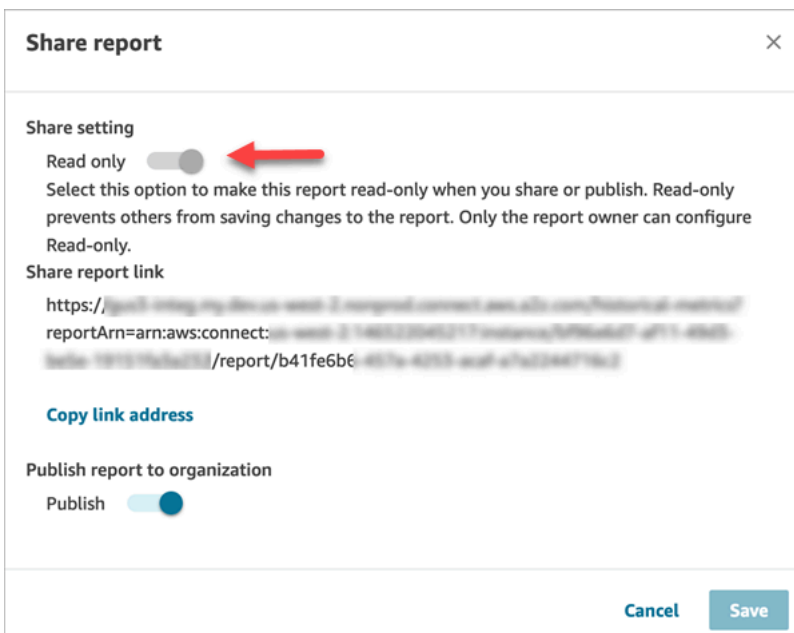 Share report
Share setting
Read only
Select this option to make this report read-only when you share or publish. Read-only
prevents others from saving changes to the report. Only the report owner can configure
Read-only.
Share report link
https://
reportArn=arn:aws:connect:
/report/b41fe6b6
Copy link address
Publish report to organization
Publish
Cancel Save